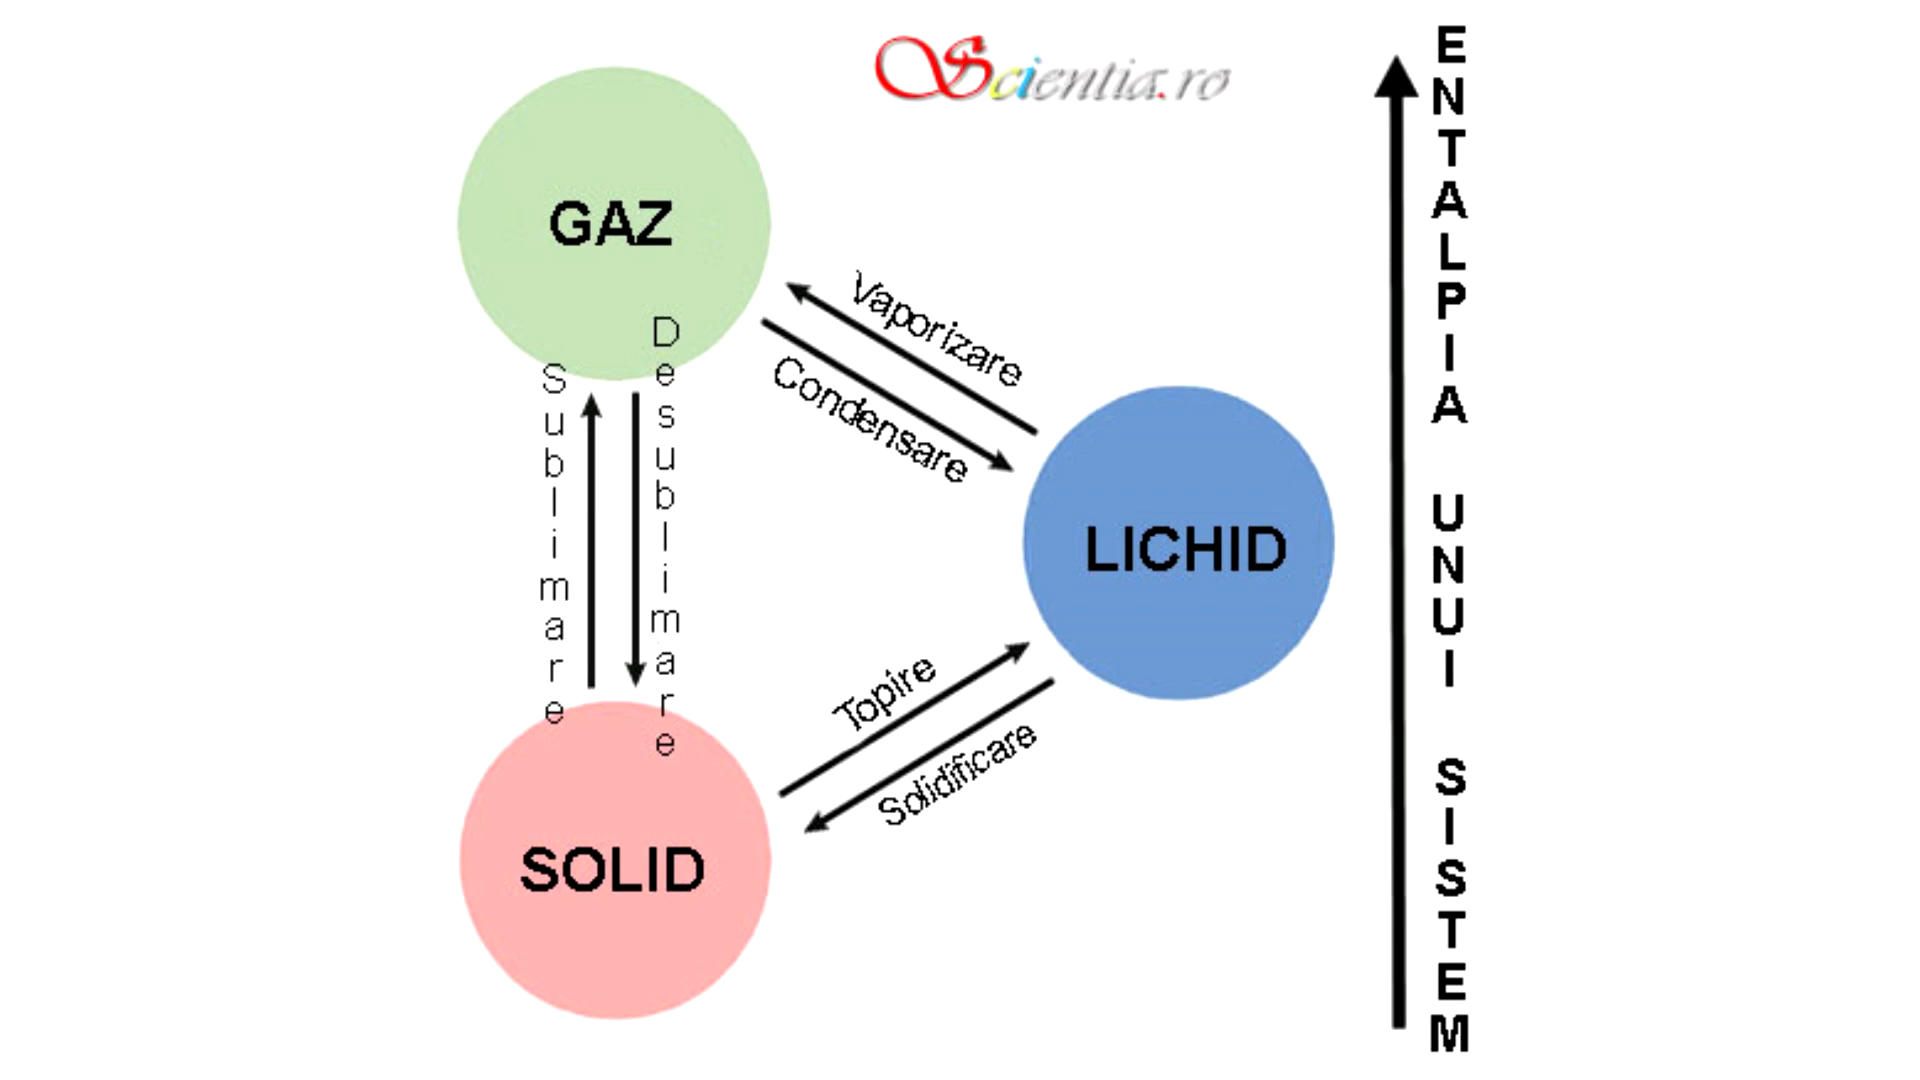 Scientia.ro
GAZ
Vaporizare
Condensare
Sublimare
Desublimare
LICHID
Topire
Solidificare
SOLID
ENTALPIA UNUI SISTEM